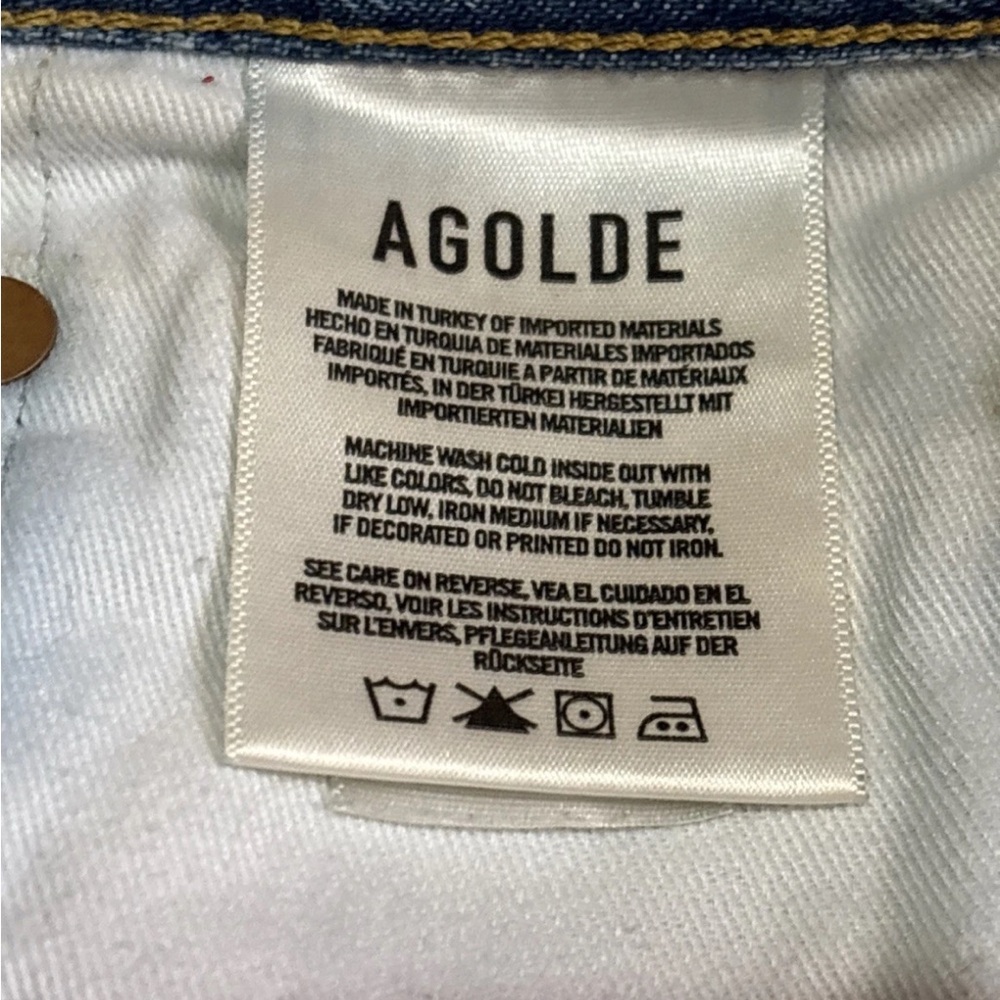 AGOLDE
MADE IN TURKEY OF IMPORTED MATERIALS
HECHO EN TURQUIA DE MATERIALES IMPORTADOS
FABRIQUÉ EN TURQUIE A PARTIR DE MATÉRIAUX
IMPORTÉS, IN DER TÜRKEI HERGESTELLT MIT
IMPORTIERTEN MATERIALIEN
MACHINE WASH COLD INSIDE OUT WITH
LIKE COLORS, DO NOT BLEACH, TUMBLE
DRY LOW, IRON MEDIUM IF NECESSARY,
IF DECORATED OR PRINTED DO NOT IRON.
SEE CARE ON REVERSE, VEA EL CUIDADO EN EL
REVERSO, VOIR LES INSTRUCTIONS D'ENTRETIEN
SUR L'ENVERS, PFLEGEANLEITUNG AUF DER
RÜCKSEITE